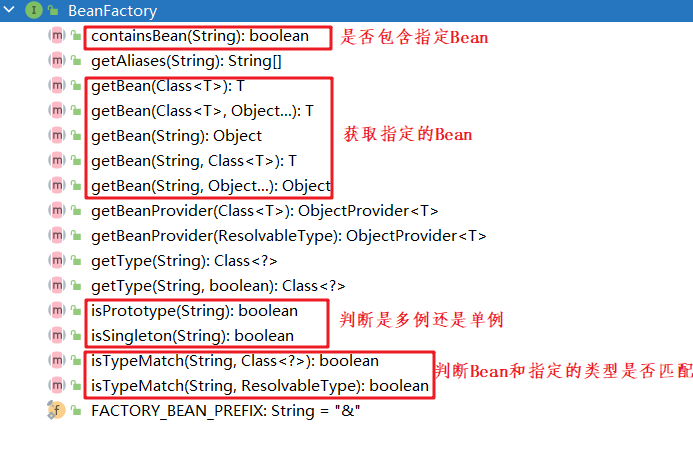 BeanFactory
containsBean(String): boolean 是否包含指定Bean
getAliases(String): String[]
getBean(Class<T>): T
getBean(Class<T>, Object...): T
getBean(String): Object 获取指定的Bean
getBean(String, Class<T>): T
getBean(String, Object...): Object
getBeanProvider(Class<T>): ObjectProvider<T>
getBeanProvider(ResolvableType): ObjectProvider<T>
getType(String): Class<?>
getType(String, boolean): Class<?>
isPrototype(String): boolean 判断是多例还是单例
isSingleton(String): boolean
isTypeMatch(String, Class<?>): boolean 判断Bean和指定的类型是否匹配
isTypeMatch(String, ResolvableType): boolean
FACTORY_BEAN_PREFIX: String = "&"